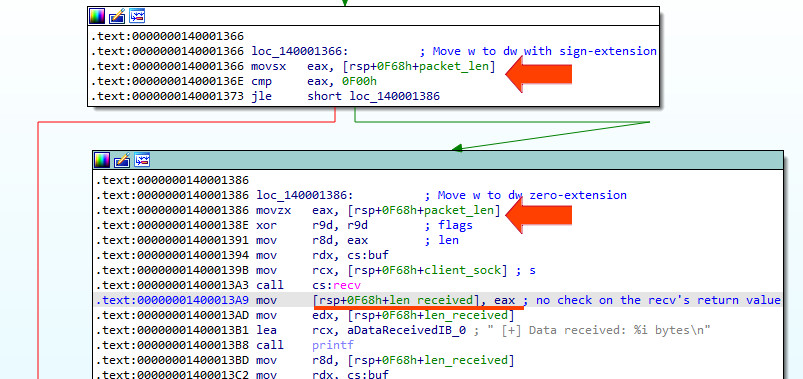 .text:0000000140001366
.text:0000000140001366 loc_140001366: ; Move w to dw with sign-extension
.text:0000000140001366 movsx eax, [rsp+0F68h+packet_len]
.text:000000014000136E cmp eax, 0F00h
.text:0000000140001373 jle short loc_140001386
.text:0000000140001386
.text:0000000140001386 loc_140001386: ; Move w to dw zero-extension
.text:0000000140001386 movzx eax, [rsp+0F68h+packet_len]
.text:000000014000138E xor r9d, r9d ; flags
.text:0000000140001391 mov r8d, eax ; len
.text:0000000140001394 mov rdx, cs:buf
.text:000000014000139B mov rcx, [rsp+0F68h+client_sock] ; s
.text:00000001400013A3 call cs:recv
.text:00000001400013A9 mov [rsp+0F68h+len_received], eax ; no check on the recv's return value
.text:00000001400013AD mov edx, [rsp+0F68h+len_received]
.text:00000001400013B1 lea rcx, aDataReceivedIB_0 ; " [+] Data received: %i bytes\n"
.text:00000001400013B8 call printf
.text:00000001400013BD mov r8d, [rsp+0F68h+len_received]
.text:00000001400013C2 mov rdx, cs:buf